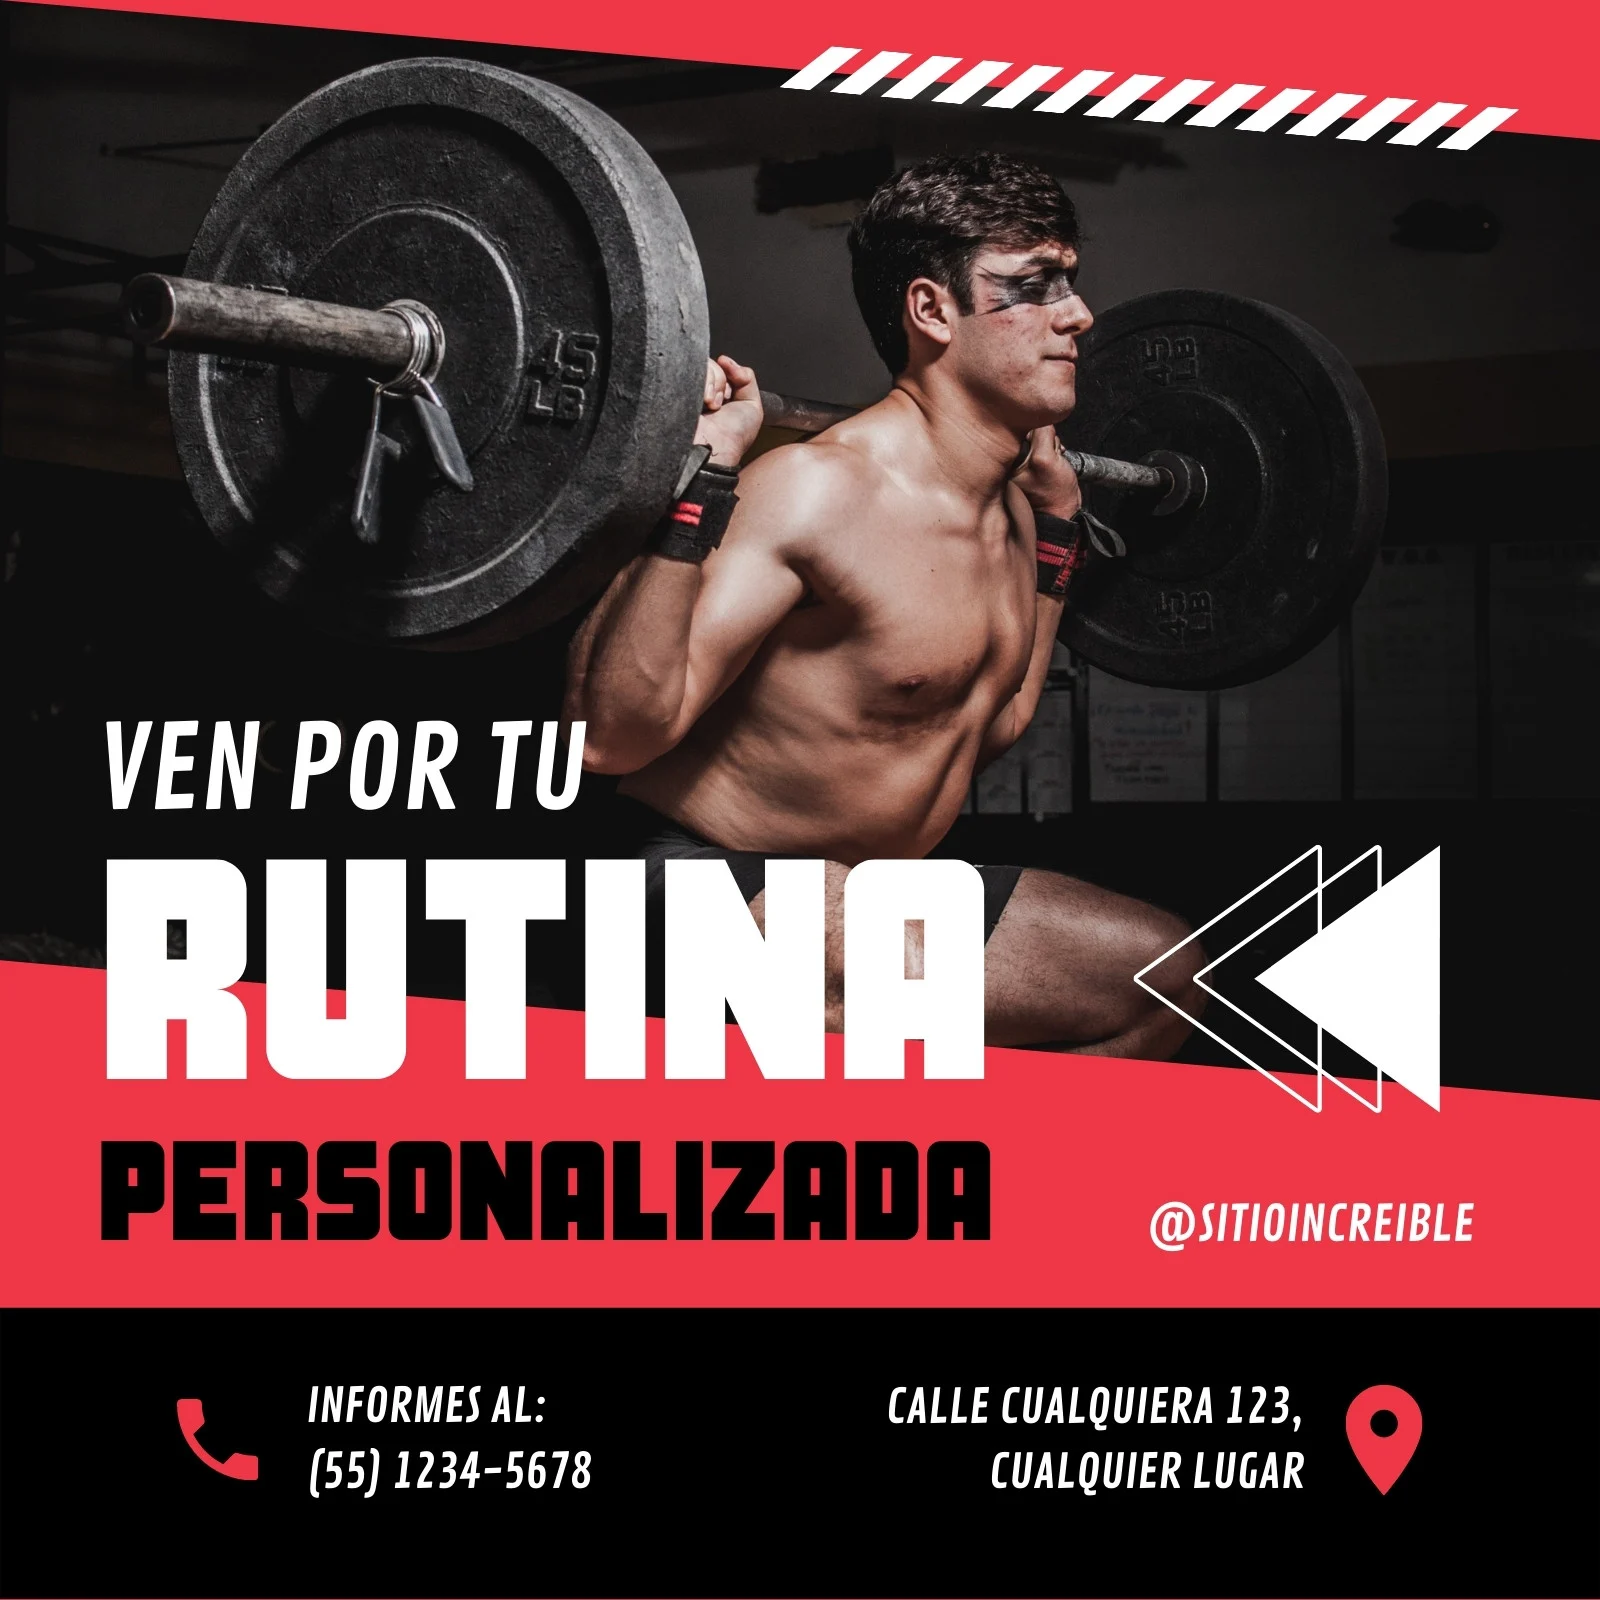 45
LB
45
LB
45
LB
VEN POR TU
RUTINA
PERSONALIZADA
@SITIOINCREIBLE
INFORMES AL:
(55) 1234-5678
CALLE CUALQUIERA 123,
CUALQUIER LUGAR